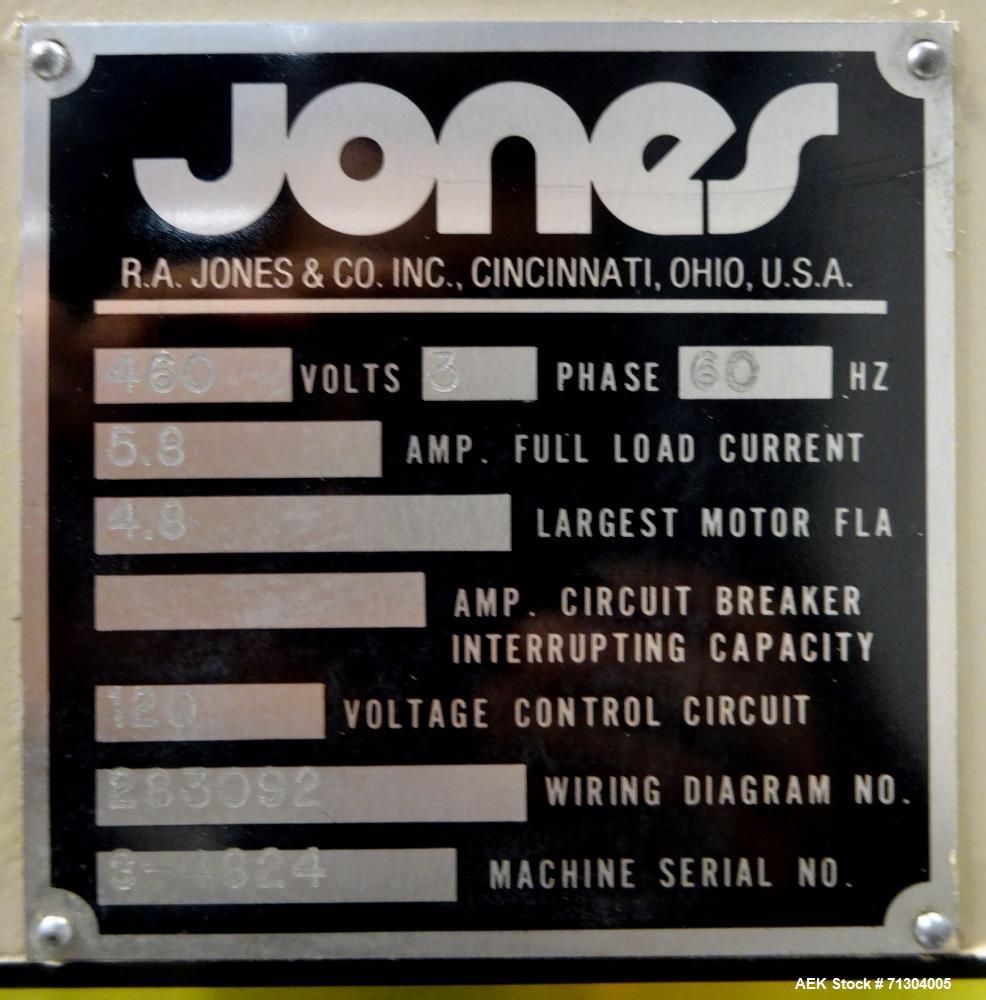 Jones
R.A. JONES & CO. INC., CINCINNATI, OHIO, U.S.A.
460 VOLTS 3 PHASE 60 HZ
5.8 AMP. FULL LOAD CURRENT
4.8 LARGEST MOTOR FLA
AMP. CIRCUIT BREAKER
INTERRUPTING CAPACITY
120 VOLTAGE CONTROL CIRCUIT
283092 WIRING DIAGRAM NO.
MACHINE SERIAL NO.
AEK Stock # 71304005